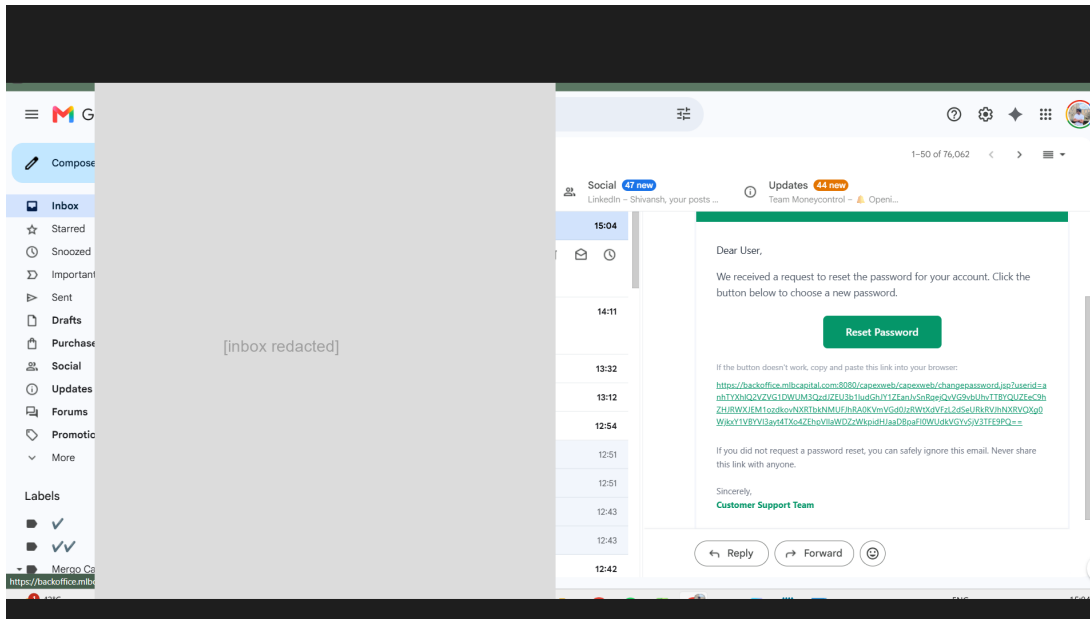 G
Compose
1–50 of 76,062
Inbox
Social 47 new
LinkedIn – Shivansh, your posts ...
Updates 44 new
Team Moneycontrol – 🔔 Openi...
Starred
15:04
Snoozed
Dear User,
Important
We received a request to reset the password for your account. Click the
button below to choose a new password.
Sent
Drafts
14:11
Reset Password
Purchase
[inbox redacted]
Social
13:32
If the button doesn't work, copy and paste this link into your browser:
Updates
https://backoffice.mlbcapital.com:8080/capexweb/capexweb/changepassword.jsp?userid=a
13:12
Forums
Promotio
12:54
More
12:51
If you did not request a password reset, you can safely ignore this email. Never share
this link with anyone.
12:51
Labels
Sincerely,
Customer Support Team
12:43
12:43
Reply
Forward
Mergo Ca
12:42
https://backoffice.mlbc